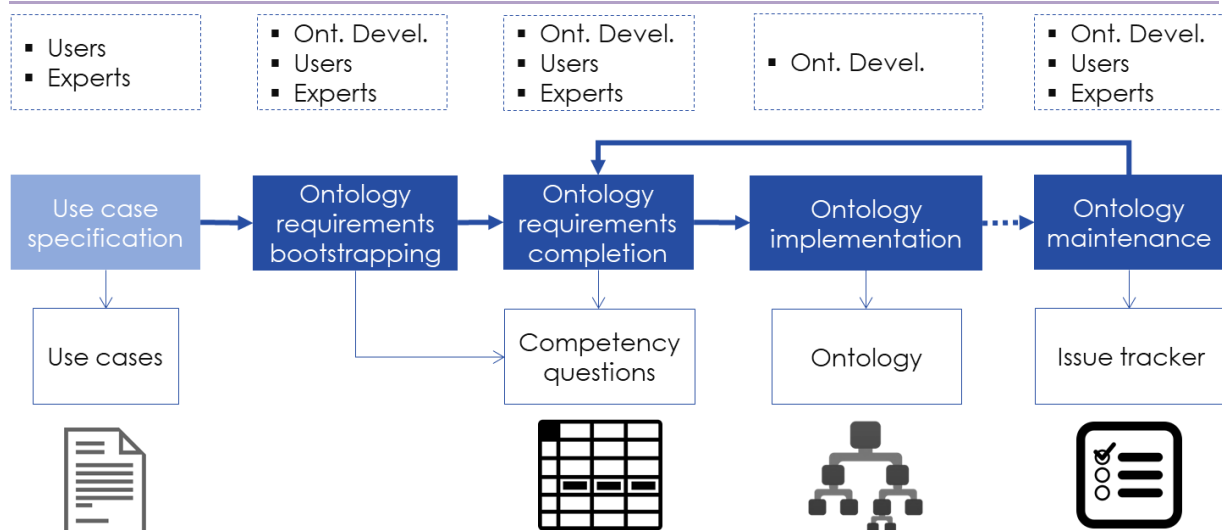 ▪ Users
▪ Experts
▪ Ont. Devel.
▪ Users
▪ Experts
▪ Ont. Devel.
▪ Users
▪ Experts
▪ Ont. Devel.
▪ Ont. Devel.
▪ Users
▪ Experts
Use case
specification
Ontology
requirements
bootstrapping
Ontology
requirements
completion
Ontology
implementation
Ontology
maintenance
Use cases
Competency
questions
Ontology
Issue tracker